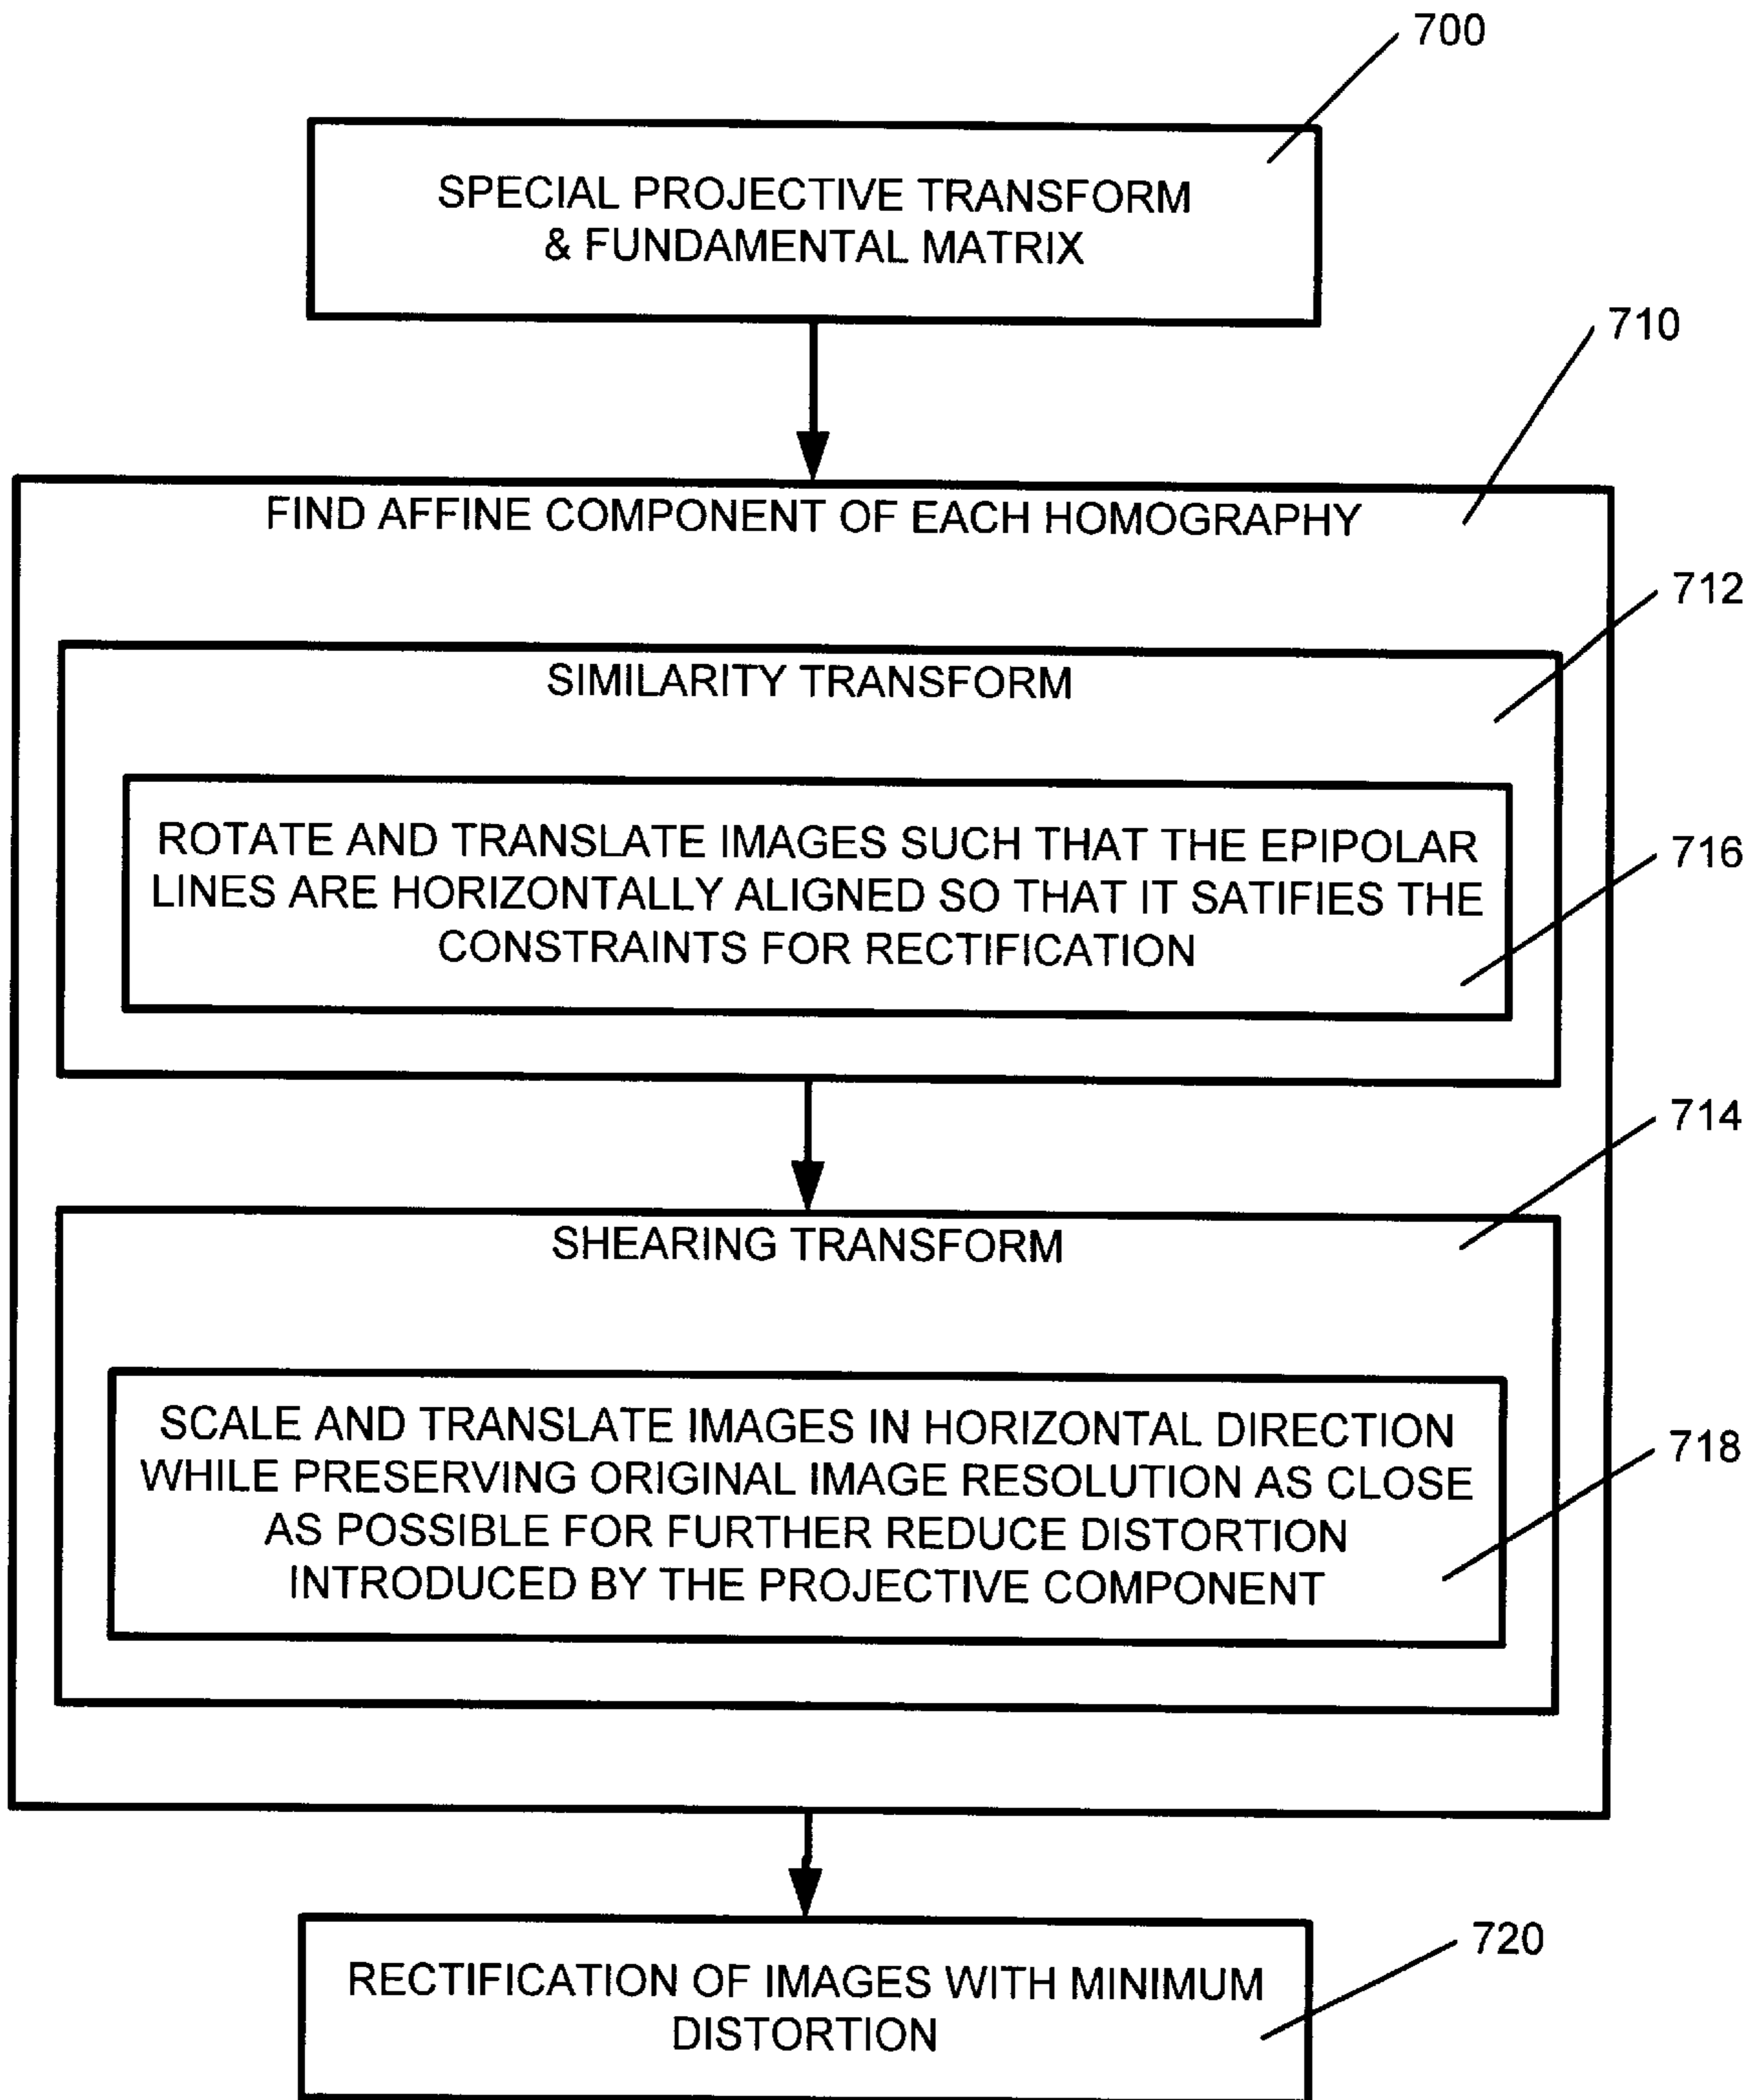 700
SPECIAL PROJECTIVE TRANSFORM
& FUNDAMENTAL MATRIX
710
FIND AFFINE COMPONENT OF EACH HOMOGRAPHY
712
SIMILARITY TRANSFORM
ROTATE AND TRANSLATE IMAGES SUCH THAT THE EPIPOLAR
LINES ARE HORIZONTALLY ALIGNED SO THAT IT SATIFIES THE
CONSTRAINTS FOR RECTIFICATION
716
714
SHEARING TRANSFORM
SCALE AND TRANSLATE IMAGES IN HORIZONTAL DIRECTION
WHILE PRESERVING ORIGINAL IMAGE RESOLUTION AS CLOSE
AS POSSIBLE FOR FURTHER REDUCE DISTORTION
INTRODUCED BY THE PROJECTIVE COMPONENT
718
720
RECTIFICATION OF IMAGES WITH MINIMUM
DISTORTION